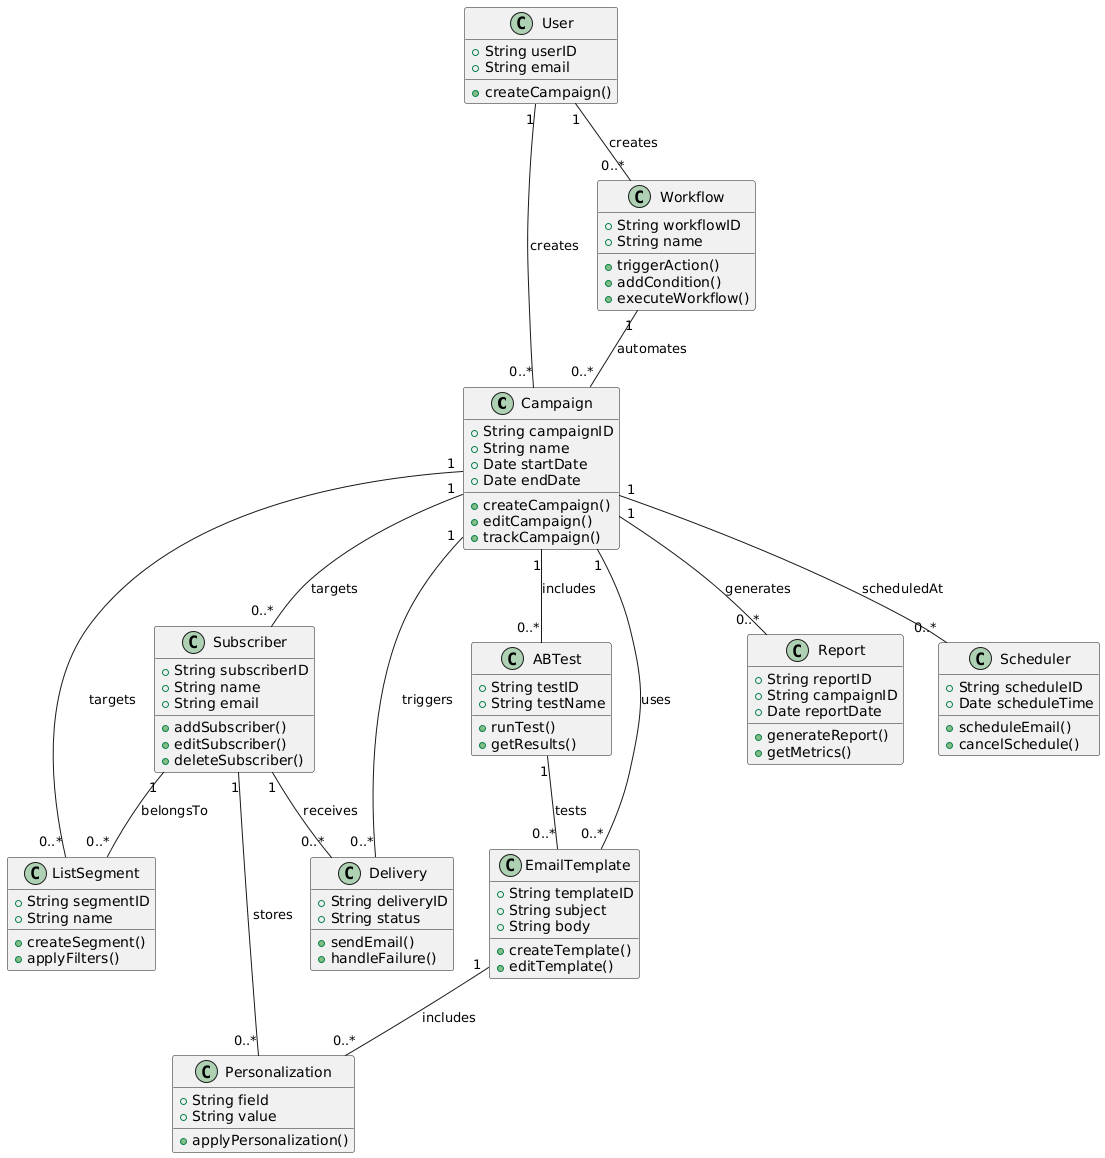 C User
String userID
String email
createCampaign()
1
1
creates
0..*
C Workflow
String workflowID
String name
triggerAction()
addCondition()
executeWorkflow()
creates
1
automates
0..*
0..*
C Campaign
String campaignID
String name
Date startDate
Date endDate
createCampaign()
editCampaign()
trackCampaign()
1
1
1
1
1
1
1
targets
includes
generates
scheduledAt
0..*
0..*
0..*
0..*
C Subscriber
String subscriberID
String name
String email
addSubscriber()
editSubscriber()
deleteSubscriber()
C ABTest
String testID
String testName
runTest()
getResults()
C Report
String reportID
String campaignID
Date reportDate
generateReport()
getMetrics()
C Scheduler
String scheduleID
Date scheduleTime
scheduleEmail()
cancelSchedule()
targets
triggers
uses
1
1
1
1
belongsTo
receives
tests
0..*
0..*
0..*
0..*
0..*
0..*
C ListSegment
String segmentID
String name
createSegment()
applyFilters()
C Delivery
String deliveryID
String status
sendEmail()
handleFailure()
C EmailTemplate
String templateID
String subject
String body
createTemplate()
editTemplate()
stores
1
includes
0..*
0..*
C Personalization
String field
String value
applyPersonalization()